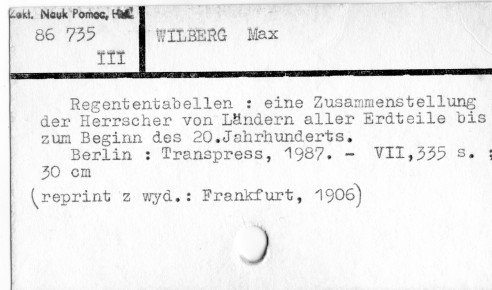 Zakł. Nauk Pomoc. Hist.
86 735
III
WILBERG Max
Regententabellen : eine Zusammenstellung
der Herrscher von Ländern aller Erdteile bis
zum Beginn des 20.Jahrhunderts.
Berlin : Transpress, 1987. - VII,335 s. ;
30 cm
(reprint z wyd.: Frankfurt, 1906)